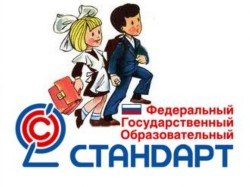 Федеральный
Государственный
Образовательный
СТАНДАРТ